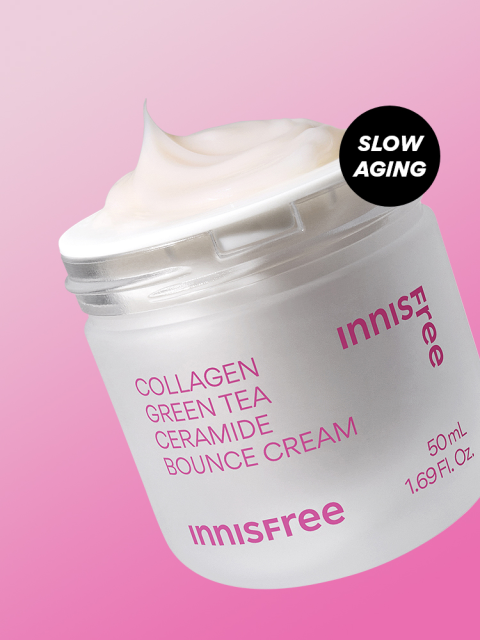 SLOW
AGING
INNISFree
COLLAGEN
GREEN TEA
CERAMIDE
BOUNCE CREAM
50mL
1.69 Fl. Oz.
INNISFree